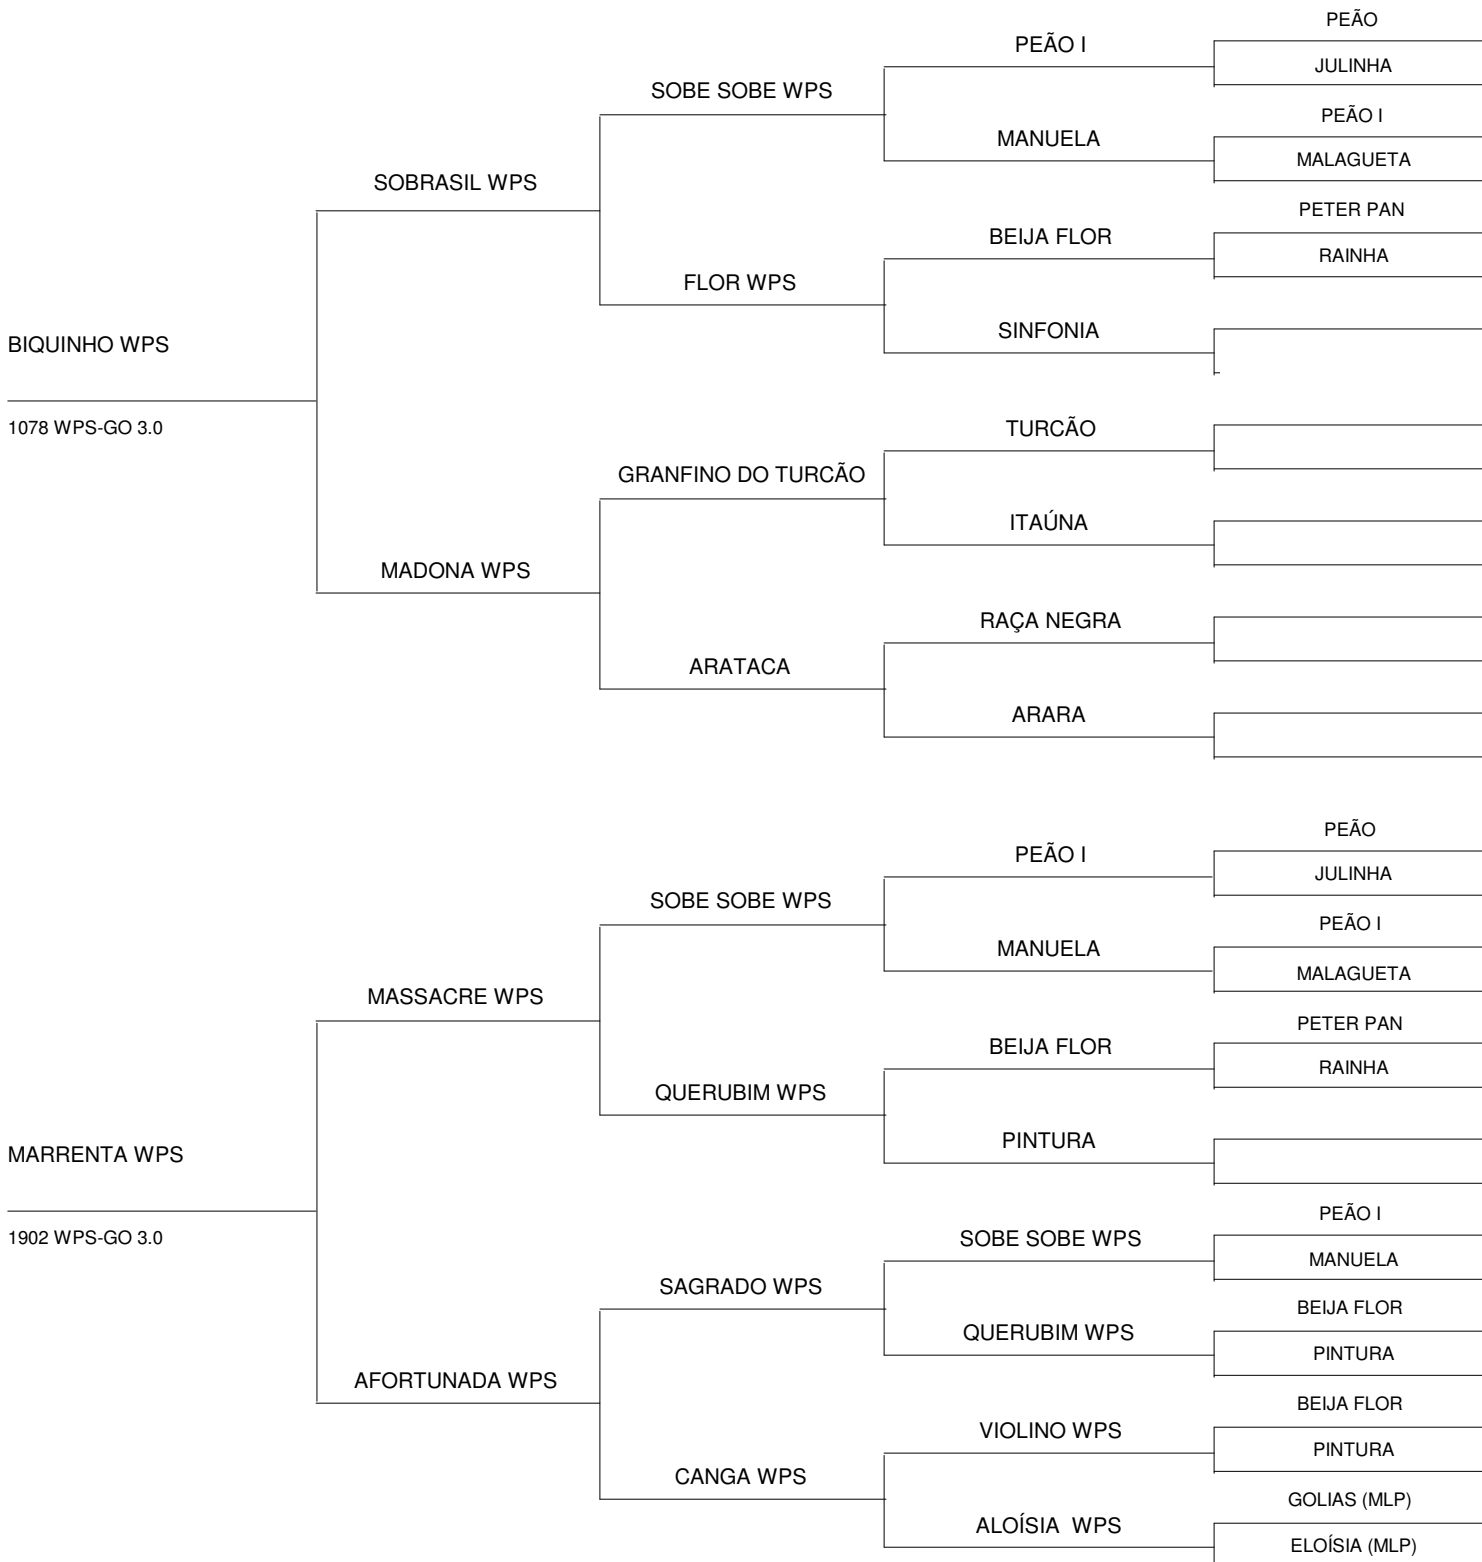 PEÃO
PEÃO I
JULINHA
SOBE SOBE WPS
PEÃO I
MANUELA
MALAGUETA
SOBRASIL WPS
PETER PAN
BEIJA FLOR
RAINHA
FLOR WPS
SINFONIA
BIQUINHO WPS
1078 WPS-GO 3.0
TURCÃO
GRANFINO DO TURCÃO
ITAÚNA
MADONA WPS
RAÇA NEGRA
ARATACA
ARARA
PEÃO
PEÃO I
JULINHA
SOBE SOBE WPS
PEÃO I
MANUELA
MALAGUETA
MASSACRE WPS
PETER PAN
BEIJA FLOR
RAINHA
QUERUBIM WPS
PINTURA
MARRENTA WPS
PEÃO I
1902 WPS-GO 3.0
SOBE SOBE WPS
MANUELA
SAGRADO WPS
BEIJA FLOR
QUERUBIM WPS
PINTURA
AFORTUNADA WPS
BEIJA FLOR
VIOLINO WPS
PINTURA
CANGA WPS
GOLIAS (MLP)
ALOÍSIA  WPS
ELOÍSIA (MLP)